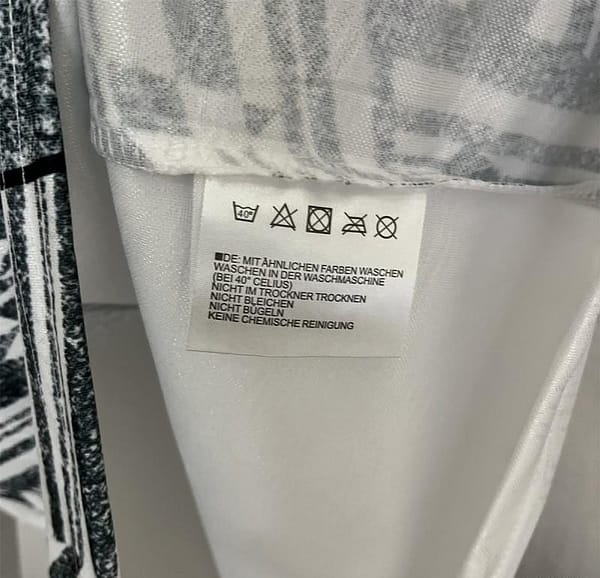 40°
DE: MIT ÄHNLICHEN FARBEN WASCHEN
WASCHEN IN DER WASCHMASCHINE
(BEI 40° CELIUS)
NICHT IM TROCKNER TROCKNEN
NICHT BLEICHEN
NICHT BÜGELN
KEINE CHEMISCHE REINIGUNG